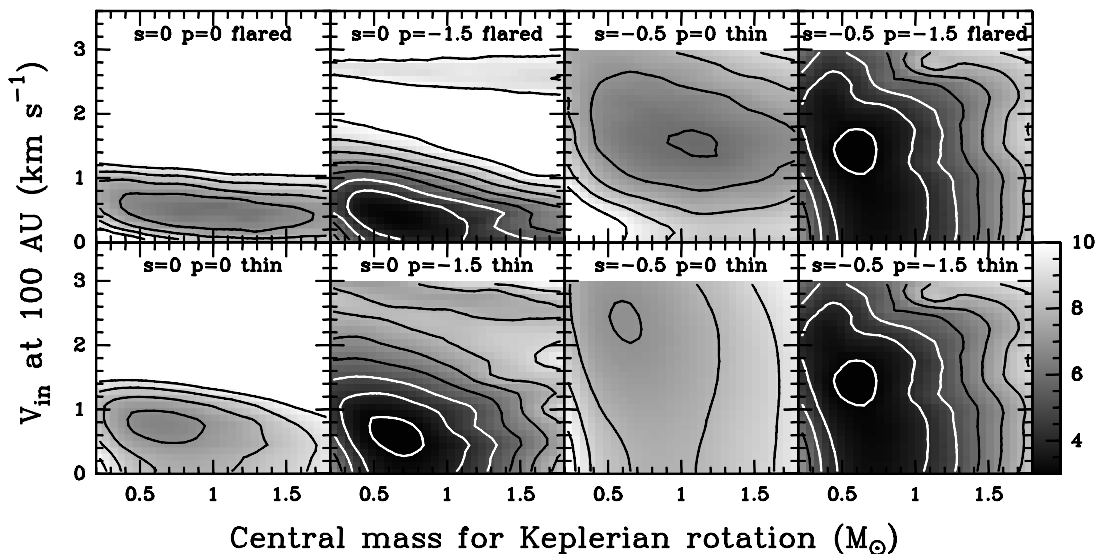 s=0 p=0 flared
s=0 p=−1.5 flared
s=−0.5 p=0 thin
s=−0.5 p=−1.5 flared
3
2
1
0
s=0 p=0 thin
s=0 p=−1.5 thin
s=−0.5 p=0 thin
s=−0.5 p=−1.5 thin
3
2
1
0
10
8
6
4
0.5 1 1.5
0.5 1 1.5
0.5 1 1.5
0.5 1 1.5
V_in at 100 AU (km s⁻¹)
Central mass for Keplerian rotation (M☉)